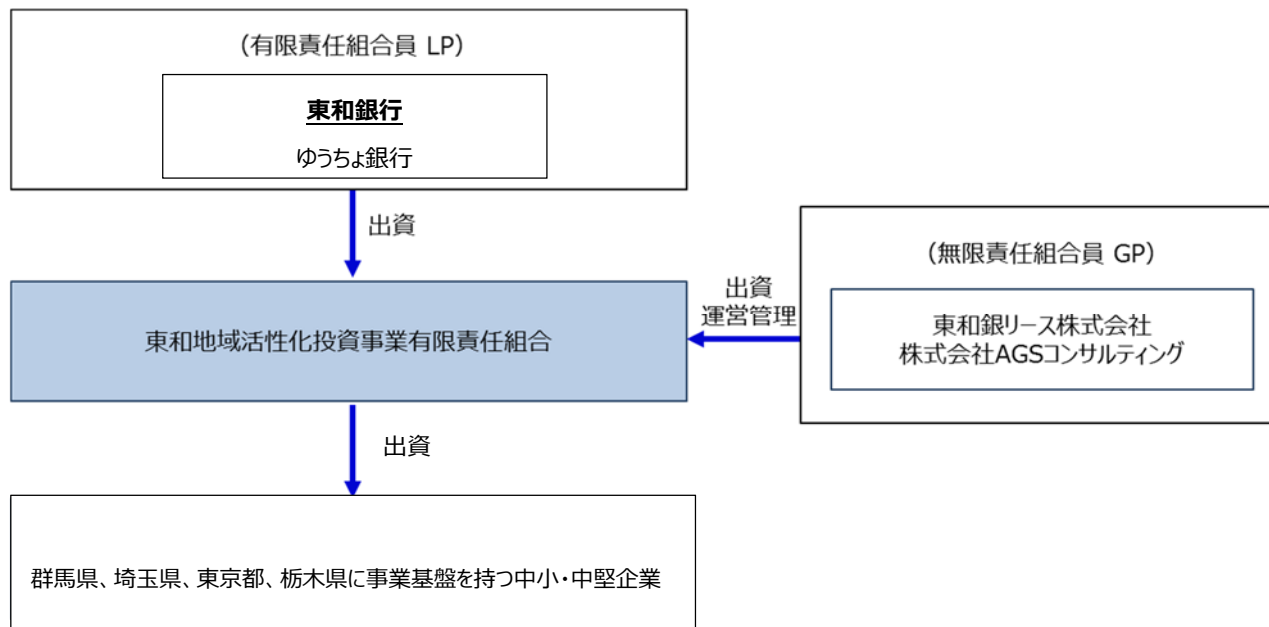 （有限責任組合員 LP）
東和銀行
ゆうちょ銀行
出資
（無限責任組合員 GP）
東和銀リース株式会社
株式会社AGSコンサルティング
出資
運営管理
東和地域活性化投資事業有限責任組合
出資
群馬県、埼玉県、東京都、栃木県に事業基盤を持つ中小・中堅企業